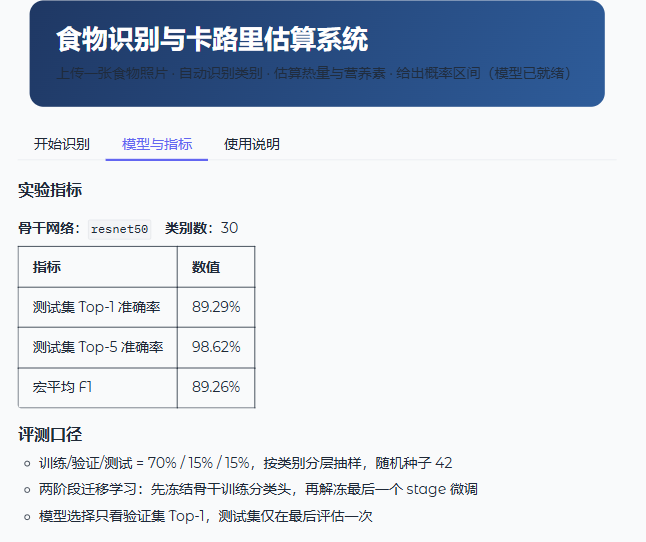 食物识别与卡路里估算系统
上传一张食物照片 · 自动识别类别 · 估算热量与营养素 · 给出概率区间（模型已就绪）
开始识别 模型与指标 使用说明
实验指标
骨干网络： resnet50 类别数：30
指标 数值
测试集 Top-1 准确率 89.29%
测试集 Top-5 准确率 98.62%
宏平均 F1 89.26%
评测口径
训练/验证/测试 = 70% / 15% / 15%，按类别分层抽样，随机种子 42
两阶段迁移学习：先冻结骨干训练分类头，再解冻最后一个 stage 微调
模型选择只看验证集 Top-1，测试集仅在最后评估一次